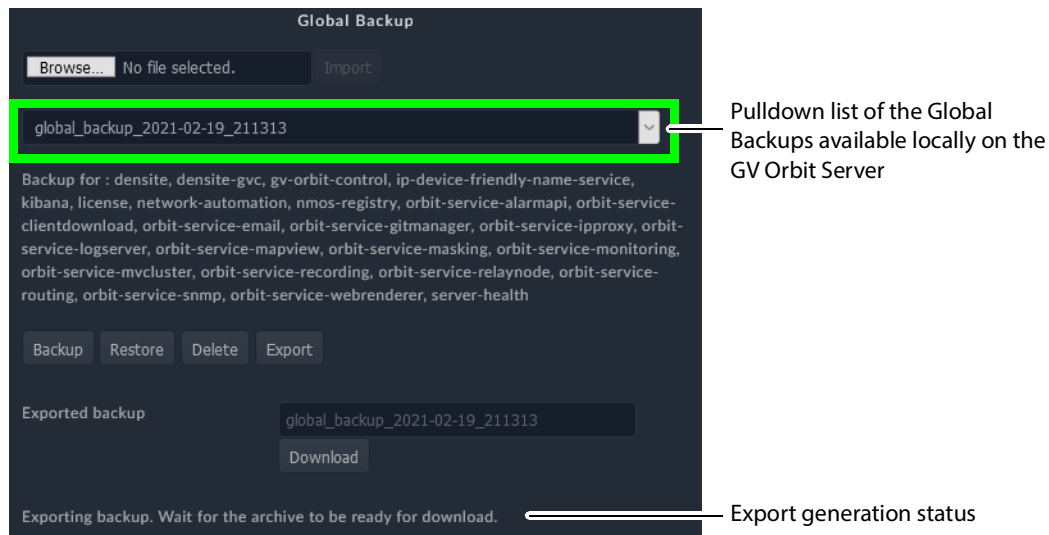 Global Backup
Browse... No file selected. Import
global_backup_2021-02-19_211313
Pulldown list of the Global
Backups available locally on the
GV Orbit Server
Backup for : densite, densite-gvc, gv-orbit-control, ip-device-friendly-name-service,
kibana, license, network-automation, nmos-registry, orbit-service-alarmapi, orbit-service-
clientdownload, orbit-service-email, orbit-service-gitmanager, orbit-service-ipproxy, orbit-
service-logserver, orbit-service-mapview, orbit-service-masking, orbit-service-monitoring,
orbit-service-mvcluster, orbit-service-recording, orbit-service-relaynode, orbit-service-
routing, orbit-service-snmp, orbit-service-webrenderer, server-health
Backup Restore Delete Export
Exported backup global_backup_2021-02-19_211313
Download
Exporting backup. Wait for the archive to be ready for download.
Export generation status